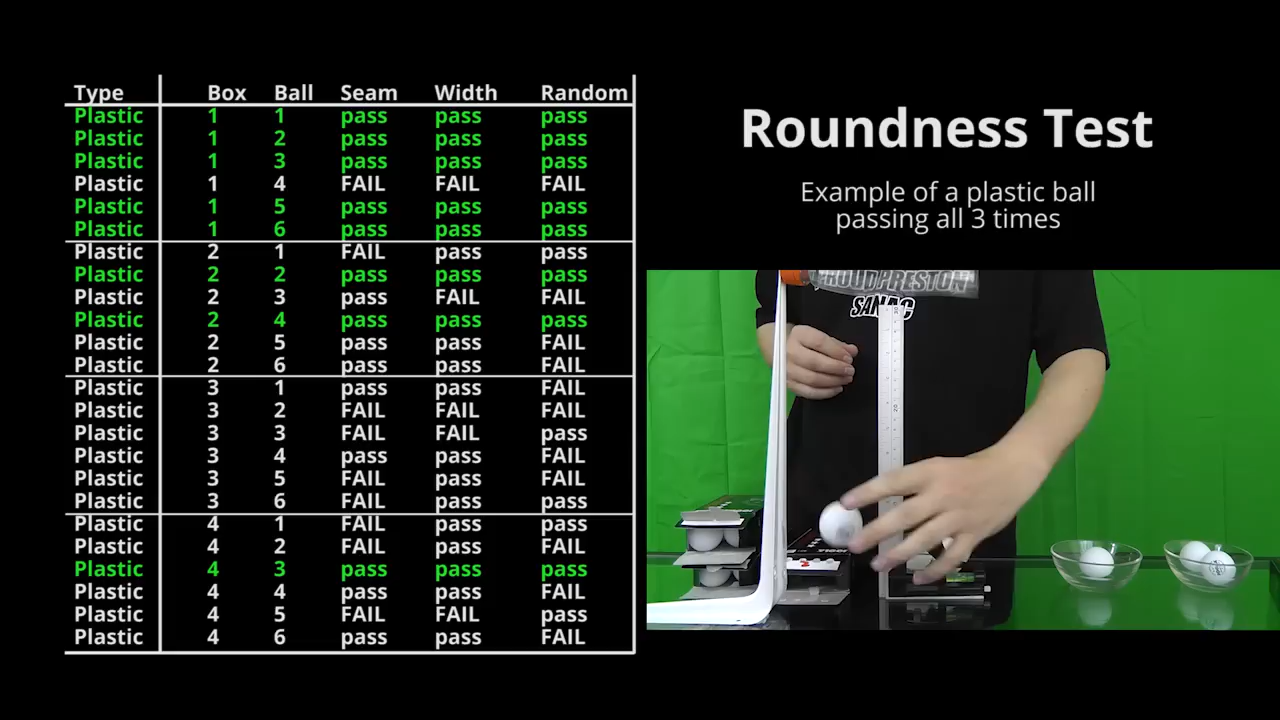 Type Box Ball Seam Width Random
Plastic 1 1 pass pass pass
Plastic 1 2 pass pass pass
Plastic 1 3 pass pass pass
Plastic 1 4 FAIL FAIL FAIL
Plastic 1 5 pass pass pass
Plastic 1 6 pass pass pass
Plastic 2 1 FAIL pass pass
Plastic 2 2 pass pass pass
Plastic 2 3 pass FAIL FAIL
Plastic 2 4 pass pass pass
Plastic 2 5 pass pass FAIL
Plastic 2 6 pass pass FAIL
Plastic 3 1 pass pass FAIL
Plastic 3 2 FAIL FAIL FAIL
Plastic 3 3 FAIL FAIL pass
Plastic 3 4 pass pass FAIL
Plastic 3 5 FAIL pass FAIL
Plastic 3 6 FAIL pass pass
Plastic 4 1 FAIL pass pass
Plastic 4 2 FAIL pass FAIL
Plastic 4 3 pass pass pass
Plastic 4 4 pass pass FAIL
Plastic 4 5 FAIL FAIL pass
Plastic 4 6 pass pass FAIL
Roundness Test
Example of a plastic ball
passing all 3 times
PRESTON